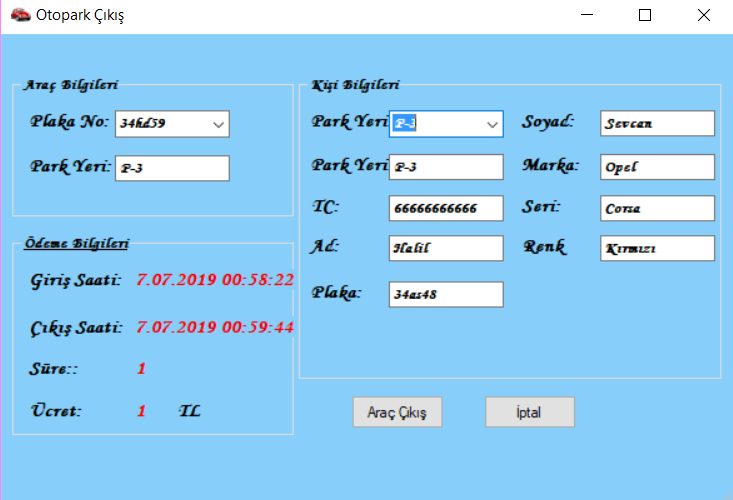 Otopark Çıkış
Araç Bilgileri
Plaka No: 34hd59
Park Yeri: P-3
Ödeme Bilgileri
Giriş Saati: 7.07.2019 00:58:22
Çıkış Saati: 7.07.2019 00:59:44
Süre:: 1
Ücret: 1 TL
Kişi Bilgileri
Park Yeri P-3 Soyad: Sevcan
Park Yeri P-3 Marka: Opel
TC: 66666666666 Seri: Corsa
Ad: Halil Renk Kırmızı
Plaka: 34as48
Araç Çıkış İptal